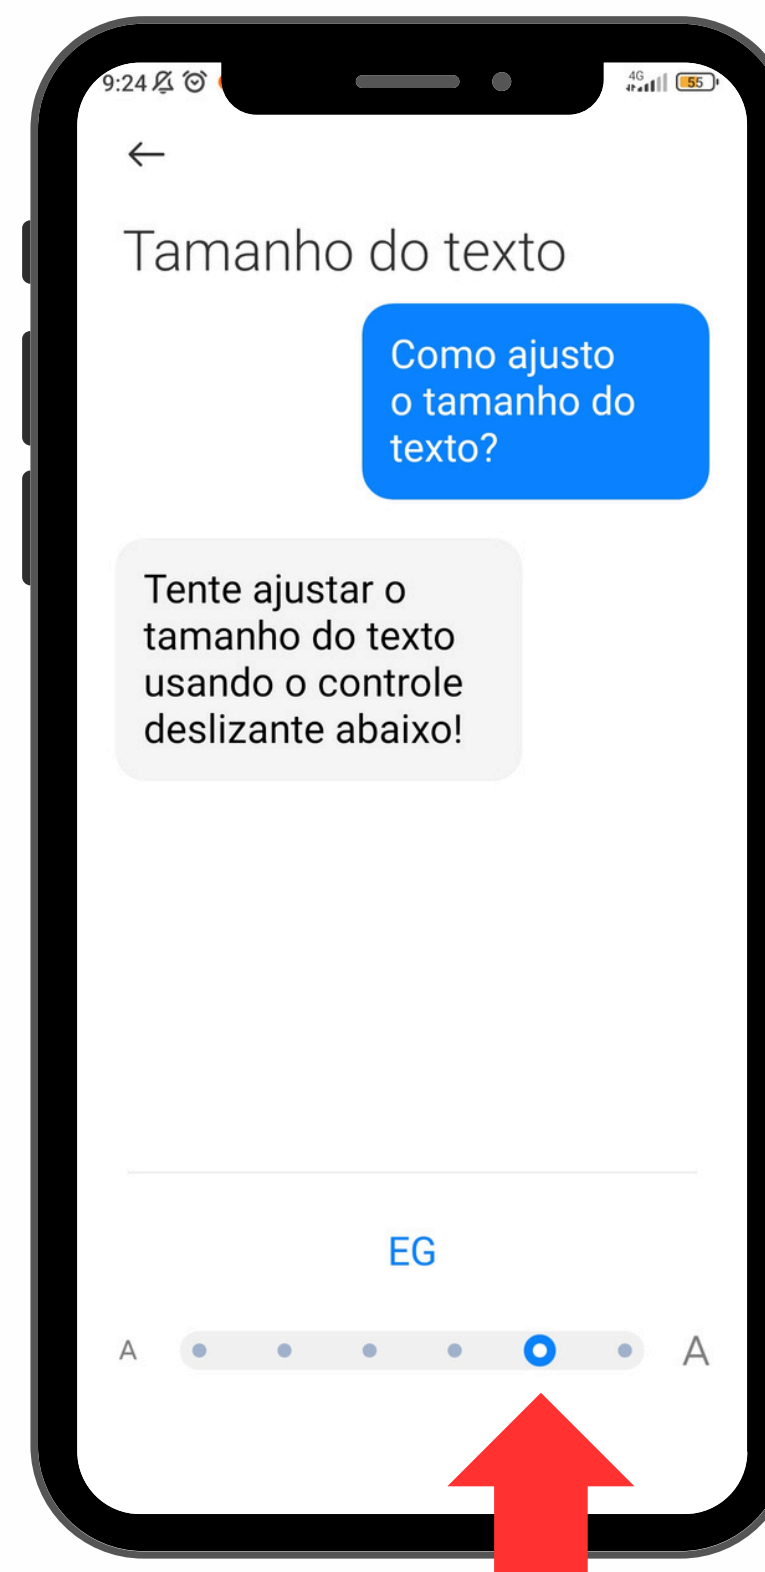 9:24
4G
55
Tamanho do texto
Como ajusto
o tamanho do
texto?
Tente ajustar o
tamanho do texto
usando o controle
deslizante abaixo!
EG
A
A